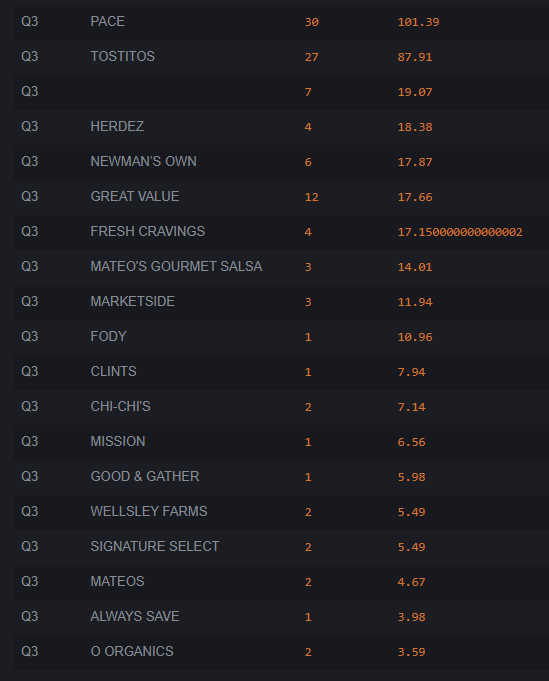 Q3 PACE 30 101.39
Q3 TOSTITOS 27 87.91
Q3 7 19.07
Q3 HERDEZ 4 18.38
Q3 NEWMAN'S OWN 6 17.87
Q3 GREAT VALUE 12 17.66
Q3 FRESH CRAVINGS 4 17.150000000000002
Q3 MATEO'S GOURMET SALSA 3 14.01
Q3 MARKETSIDE 3 11.94
Q3 FODY 1 10.96
Q3 CLINTS 1 7.94
Q3 CHI-CHI'S 2 7.14
Q3 MISSION 1 6.56
Q3 GOOD & GATHER 1 5.98
Q3 WELLSLEY FARMS 2 5.49
Q3 SIGNATURE SELECT 2 5.49
Q3 MATEOS 2 4.67
Q3 ALWAYS SAVE 1 3.98
Q3 O ORGANICS 2 3.59